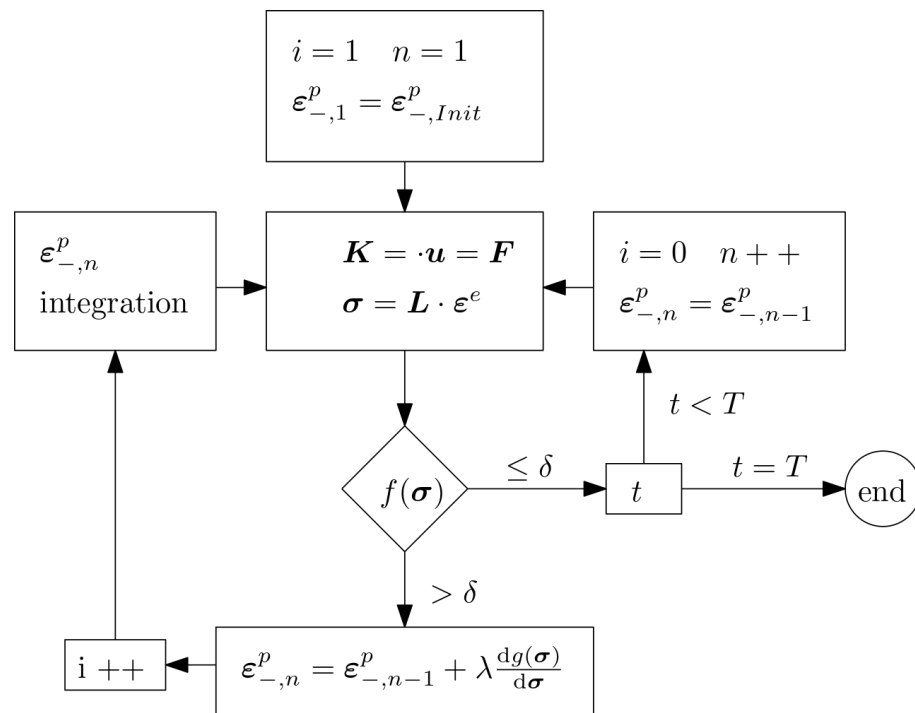 i = 1 n = 1
ε^p_{−,1} = ε^p_{−,Init}
ε^p_{−,n}
integration
K = ·u = F
σ = L · ε^e
i = 0 n + +
ε^p_{−,n} = ε^p_{−,n−1}
t < T
f(σ)
≤ δ
t
t = T
end
> δ
i ++
ε^p_{−,n} = ε^p_{−,n−1} + λ dg(σ)/dσ